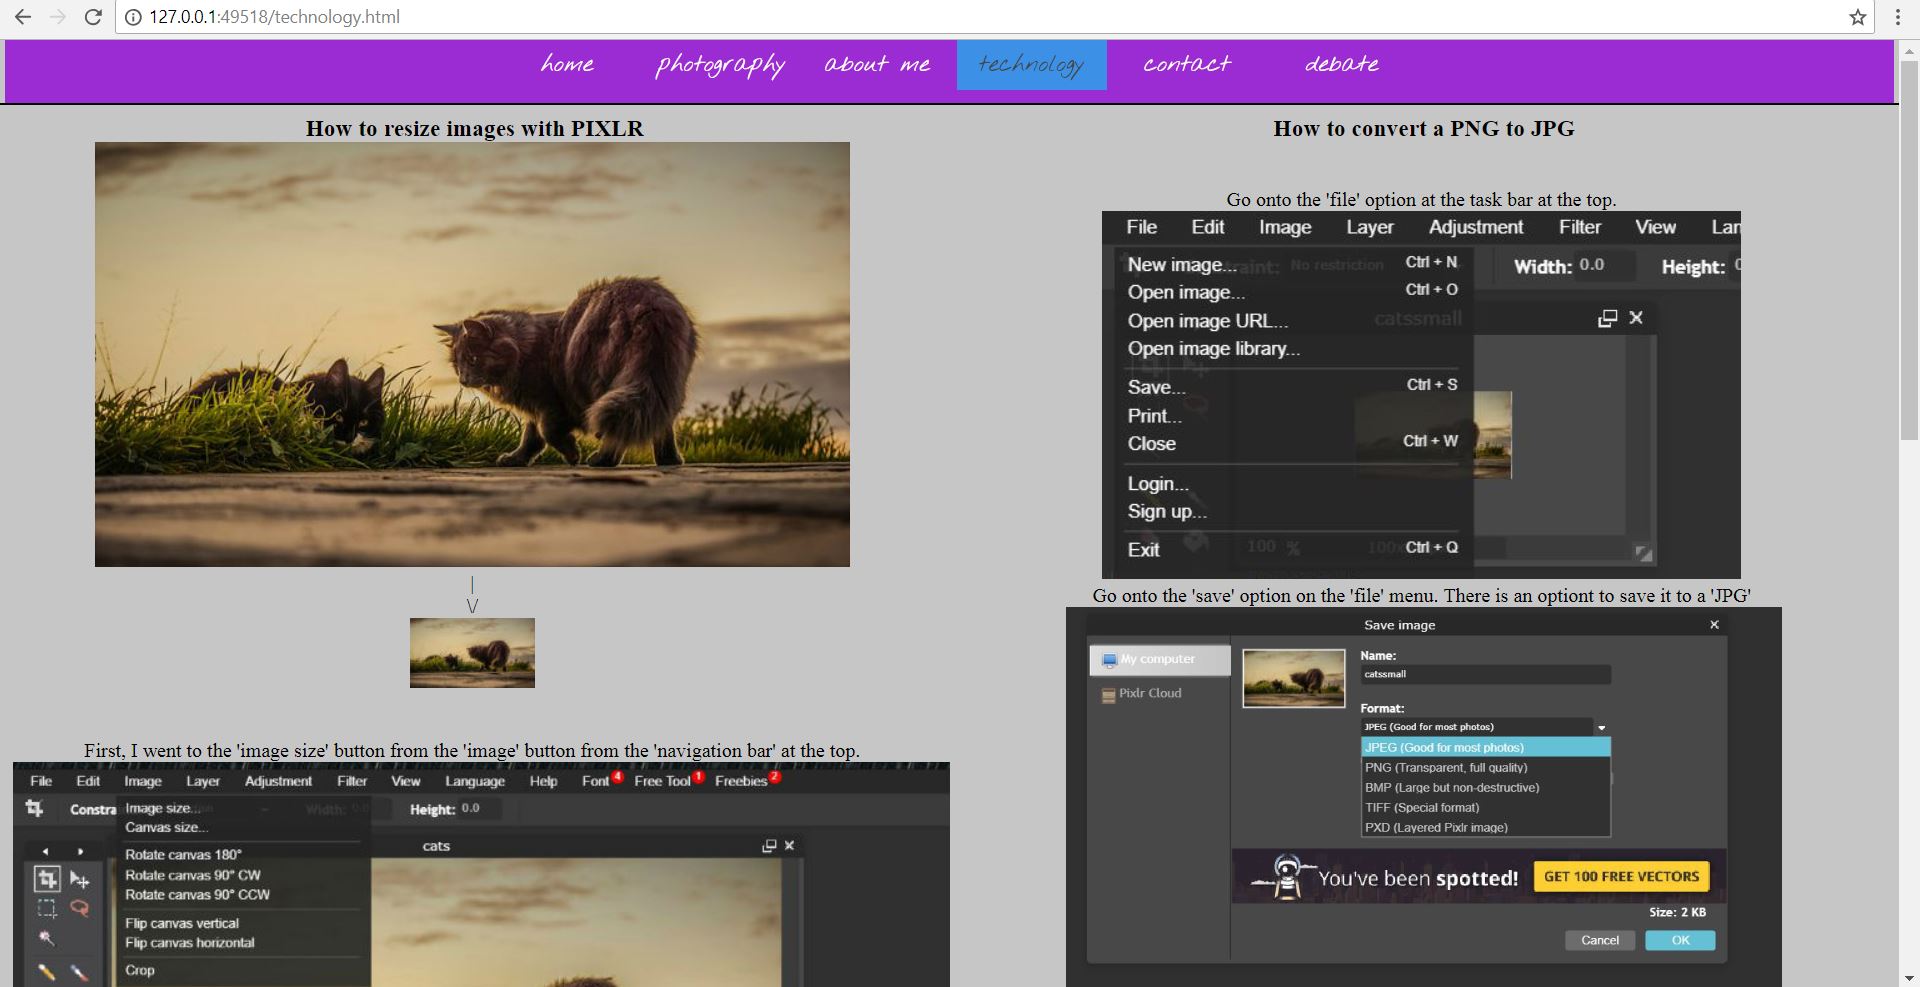 127.0.0.1:49518/technology.html
home photography about me technology contact debate
How to resize images with PIXLR
|
\/
First, I went to the 'image size' button from the 'image' button from the 'navigation bar' at the top.
File Edit Image Layer Adjustment Filter View Language Help Font 4 Free Tool 1 Freebies 2
Constra Width: 0.0 Height: 0.0
Image size...
Canvas size...
cats
Rotate canvas 180°
Rotate canvas 90° CW
Rotate canvas 90° CCW
Flip canvas vertical
Flip canvas horizontal
Crop
How to convert a PNG to JPG
Go onto the 'file' option at the task bar at the top.
File Edit Image Layer Adjustment Filter View Lan
New image... Ctrl + N
raint: No restriction Width: 0.0 Height: 0
Open image... Ctrl + O
Open image URL...
catssmall
Open image library...
Save... Ctrl + S
Print...
Close Ctrl + W
Login...
Sign up...
Exit Ctrl + Q
100 %
Go onto the 'save' option on the 'file' menu. There is an optiont to save it to a 'JPG'
Save image
My computer
Pixlr Cloud
Name:
catssmall
Format:
JPEG (Good for most photos)
JPEG (Good for most photos)
PNG (Transparent, full quality)
BMP (Large but non-destructive)
TIFF (Special format)
PXD (Layered Pixlr image)
You've been spotted! GET 100 FREE VECTORS
Size: 2 KB
Cancel OK